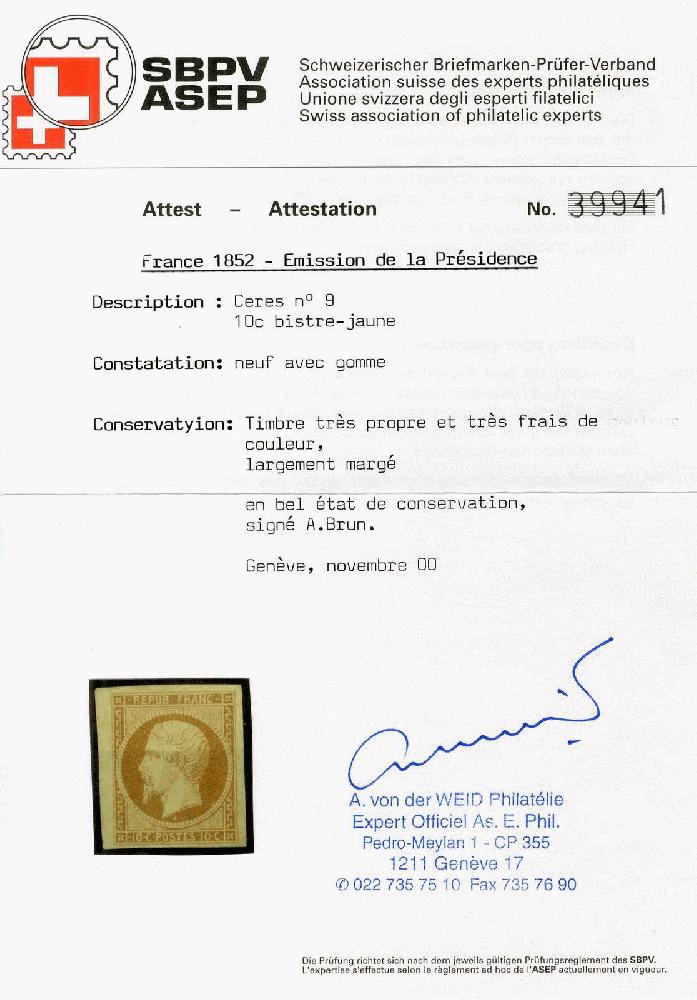 SBPV
ASEP
Schweizerischer Briefmarken-Prüfer-Verband
Association suisse des experts philatéliques
Unione svizzera degli esperti filatelici
Swiss association of philatelic experts
Attest – Attestation No. 39941
France 1852 - Emission de la Présidence
Description : Ceres nº 9
10c bistre-jaune
Constatation: neuf avec gomme
Conservatyion: Timbre très propre et très frais de
couleur,
largement margé
en bel état de conservation,
signé A.Brun.
Genève, novembre 00
REPUB FRANC
10·C·POSTES·10·C
A. von der WEID Philatélie
Expert Officiel As. E. Phil.
Pedro-Meylan 1 - CP 355
1211 Genève 17
✆ 022 735 75 10 Fax 735 76 90
Die Prüfung richtet sich nach dem jeweils gültigen Prüfungsreglement des SBPV.
L'expertise s'effectue selon le règlement ad hoc de l'ASEP actuellement en vigueur.